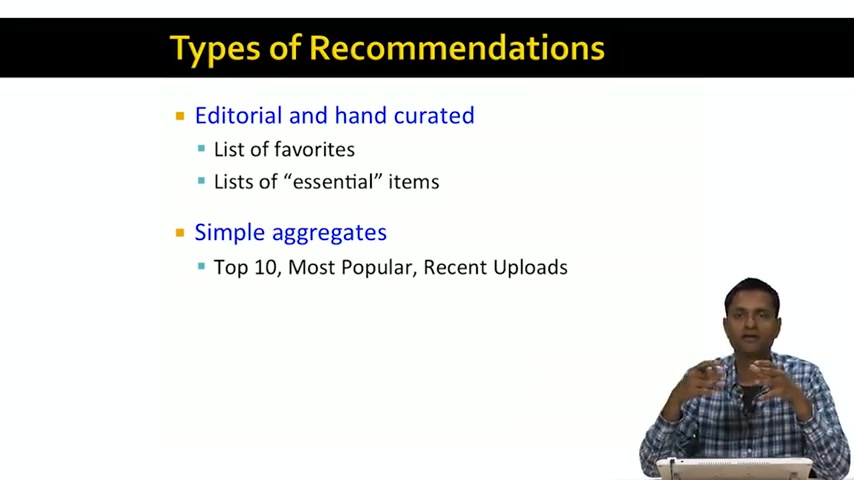 Types of Recommendations
Editorial and hand curated
List of favorites
Lists of “essential” items
Simple aggregates
Top 10, Most Popular, Recent Uploads